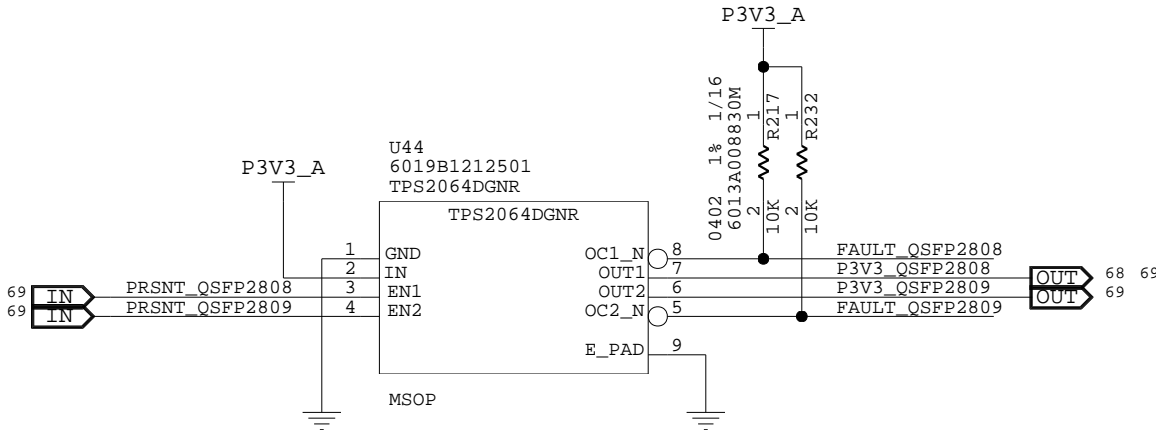 P3V3_A
0402 1% 1/16
6013A008830M
1
R217
2
10K
1
R232
2
10K
U44
6019B1212501
TPS2064DGNR
P3V3_A
TPS2064DGNR
1 GND
2 IN
69 IN PRSNT_QSFP2808 3 EN1
69 IN PRSNT_QSFP2809 4 EN2
OC1_N 8 FAULT_QSFP2808
OUT1 7 P3V3_QSFP2808 OUT 68 69
OUT2 6 P3V3_QSFP2809 OUT 69
OC2_N 5 FAULT_QSFP2809
E_PAD 9
MSOP